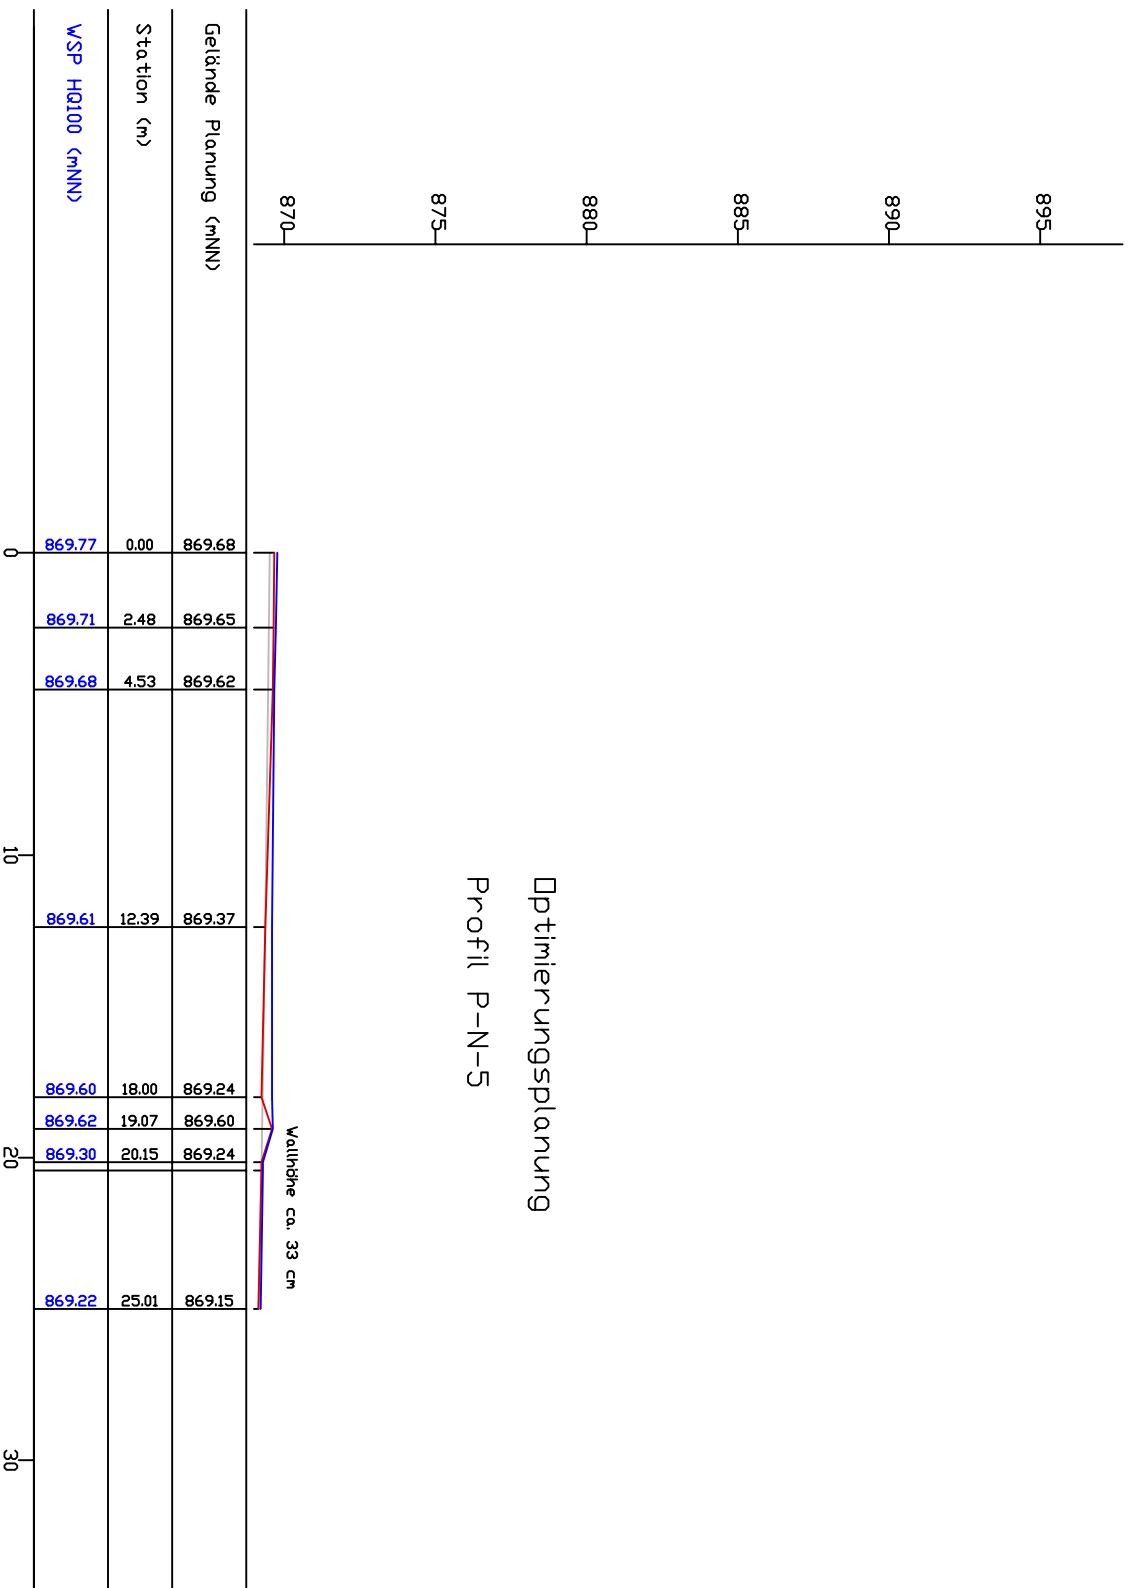 Optimierungsplanung
Profil P-N-5
895
890
885
880
875
870
Wallhöhe ca. 33 cm
Gelände Planung (mNN) 869.68 869.65 869.62 869.37 869.24 869.60 869.24 869.15
Station (m) 0.00 2.48 4.53 12.39 18.00 19.07 20.15 25.01
WSP HQ100 (mNN) 869.77 869.71 869.68 869.61 869.60 869.62 869.30 869.22
0 10 20 30